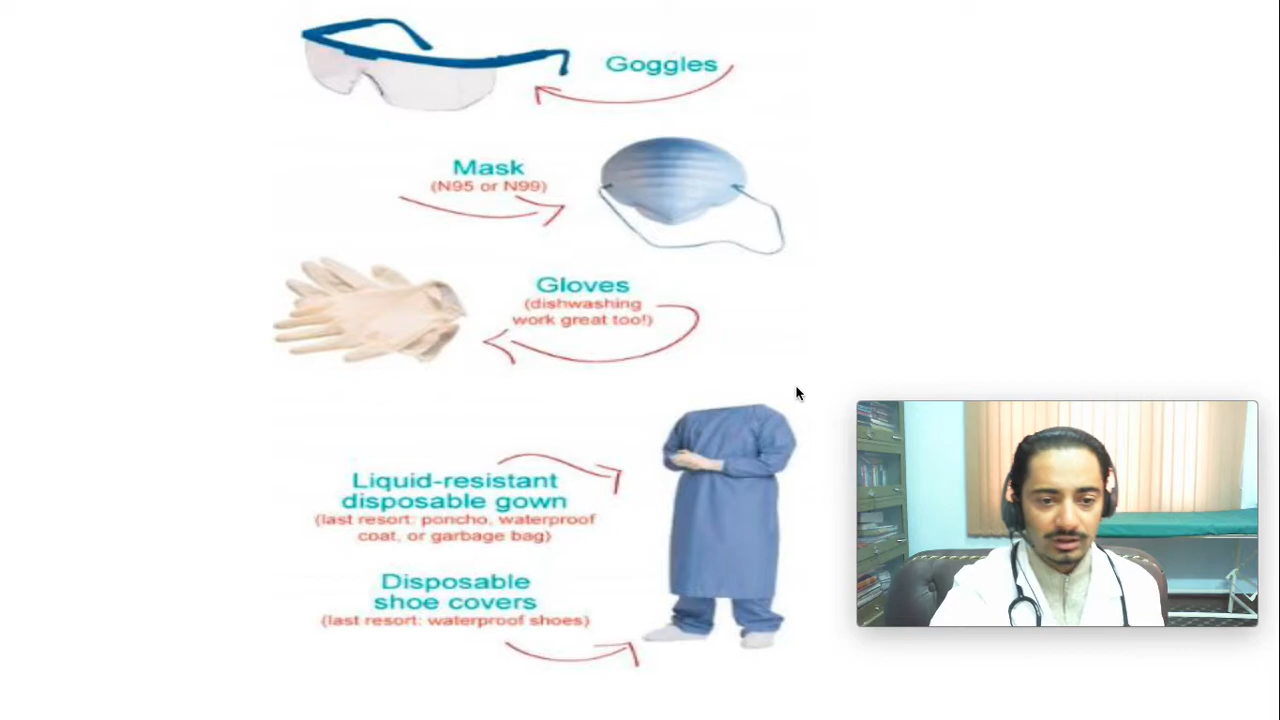 Goggles
Mask
(N95 or N99)
Gloves
(dishwashing
work great too!)
Liquid-resistant
disposable gown
(last resort: poncho, waterproof
coat, or garbage bag)
Disposable
shoe covers
(last resort: waterproof shoes)